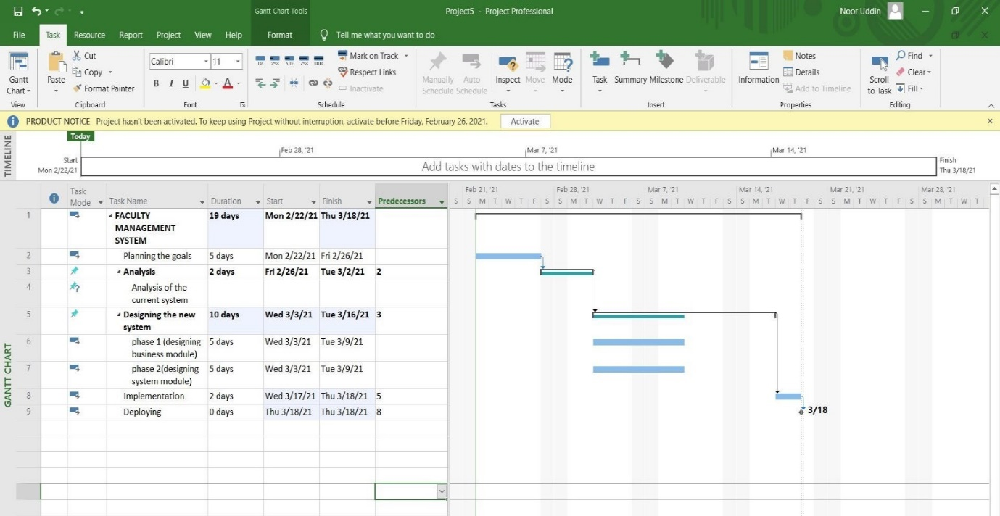 Gantt Chart Tools
Project5 - Project Professional
Noor Uddin
File Task Resource Report Project View Help Format Tell me what you want to do
Gantt Chart
View
Paste
Cut
Copy
Format Painter
Clipboard
Calibri 11
B I U A
Font
0% 25% 50% 75% 100%
Mark on Track
Respect Links
Inactivate
Schedule
Manually Schedule
Auto Schedule
Inspect
Move
Mode
Tasks
Task
Summary
Milestone
Deliverable
Insert
Information
Notes
Details
Add to Timeline
Properties
Scroll to Task
Find
Clear
Fill
Editing
PRODUCT NOTICE Project hasn't been activated. To keep using Project without interruption, activate before Friday, February 26, 2021. Activate
TIMELINE
Today
Feb 28, '21 Mar 7, '21 Mar 14, '21
Start
Mon 2/22/21
Add tasks with dates to the timeline
Finish
Thu 3/18/21
GANTT CHART
Task Mode Task Name Duration Start Finish Predecessors
Feb 21, '21 Feb 28, '21 Mar 7, '21 Mar 14, '21 Mar 21, '21 Mar 28, '21
S S M T W T F S S M T W T F S S M T W T F S S M T W T F S S M T W T F S S M T W T
1 FACULTY MANAGEMENT SYSTEM 19 days Mon 2/22/21 Thu 3/18/21
2 Planning the goals 5 days Mon 2/22/21 Fri 2/26/21
3 Analysis 2 days Fri 2/26/21 Tue 3/2/21 2
4 Analysis of the current system
5 Designing the new system 10 days Wed 3/3/21 Tue 3/16/21 3
6 phase 1 (designing business module) 5 days Wed 3/3/21 Tue 3/9/21
7 phase 2(designing system module) 5 days Wed 3/3/21 Tue 3/9/21
8 Implementation 2 days Wed 3/17/21 Thu 3/18/21 5
9 Deploying 0 days Thu 3/18/21 Thu 3/18/21 8
3/18